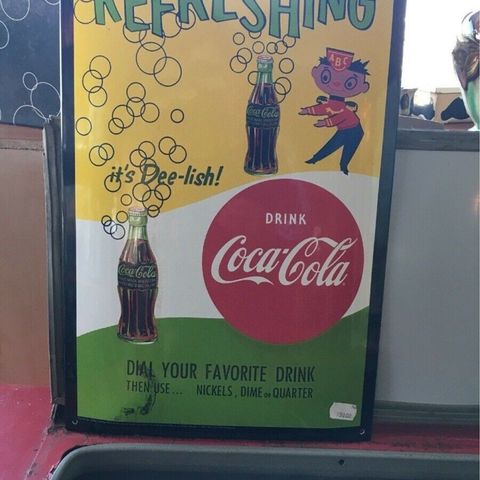 REFRESHING
ABC
Coca-Cola
it's Dee-lish!
DRINK
Coca-Cola
Coca-Cola
DIAL YOUR FAVORITE DRINK
THEN USE ... NICKELS, DIME OR QUARTER